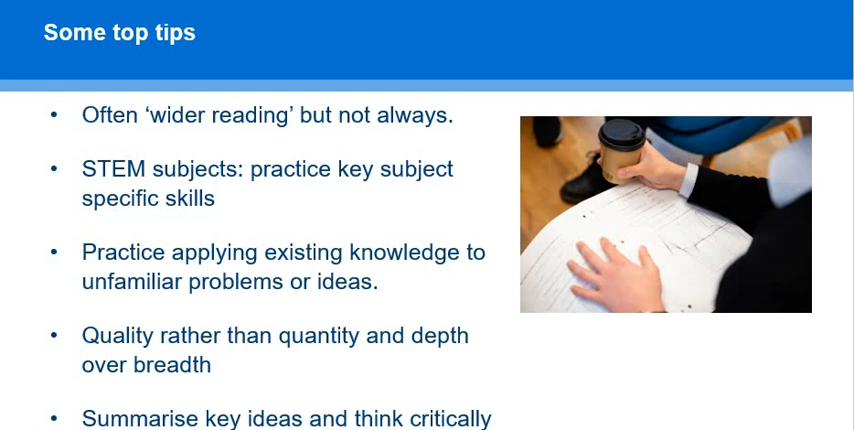 Some top tips
• Often ‘wider reading’ but not always.
• STEM subjects: practice key subject
specific skills
• Practice applying existing knowledge to
unfamiliar problems or ideas.
• Quality rather than quantity and depth
over breadth
• Summarise key ideas and think critically